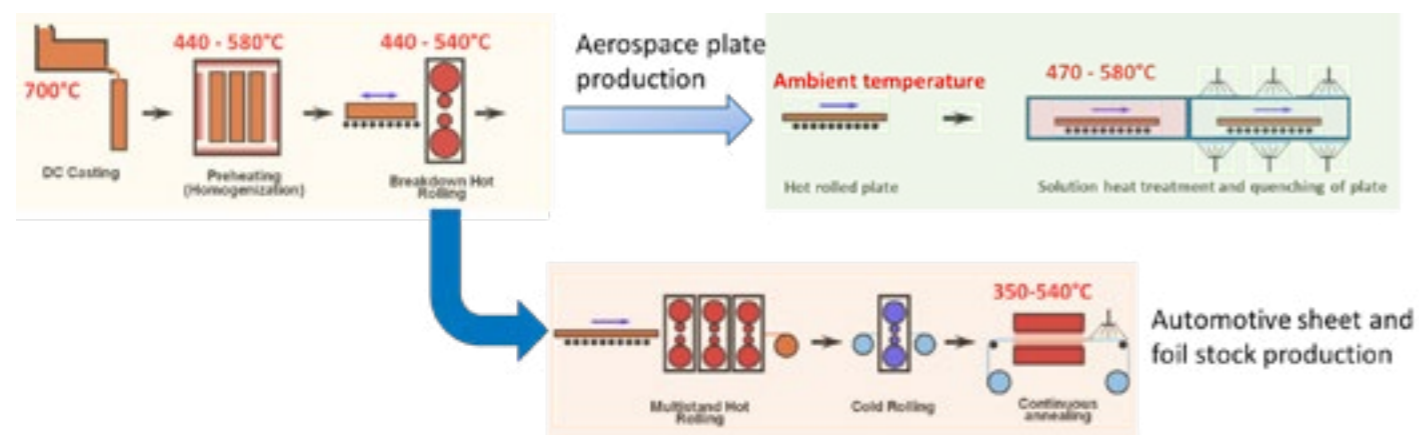 700°C
DC Casting
440 - 580°C
Preheating
(Homogenization)
440 - 540°C
Breakdown Hot
Rolling
Aerospace plate
production
Ambient temperature
Hot rolled plate
470 - 580°C
Solution heat treatment and quenching of plate
Multistand Hot
Rolling
Cold Rolling
350-540°C
Continuous
annealing
Automotive sheet and
foil stock production